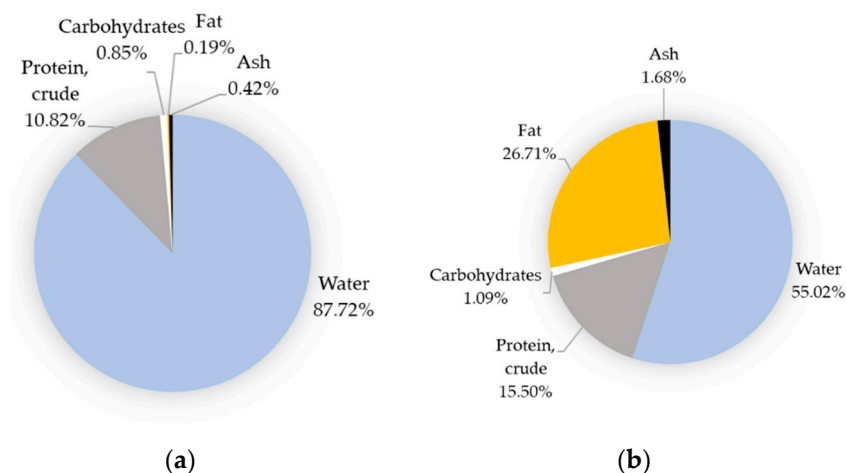 Carbohydrates
0.85%
Fat
0.19%
Ash
0.42%
Protein,
crude
10.82%
Water
87.72%
(a)
Ash
1.68%
Fat
26.71%
Water
55.02%
Carbohydrates
1.09%
Protein,
crude
15.50%
(b)